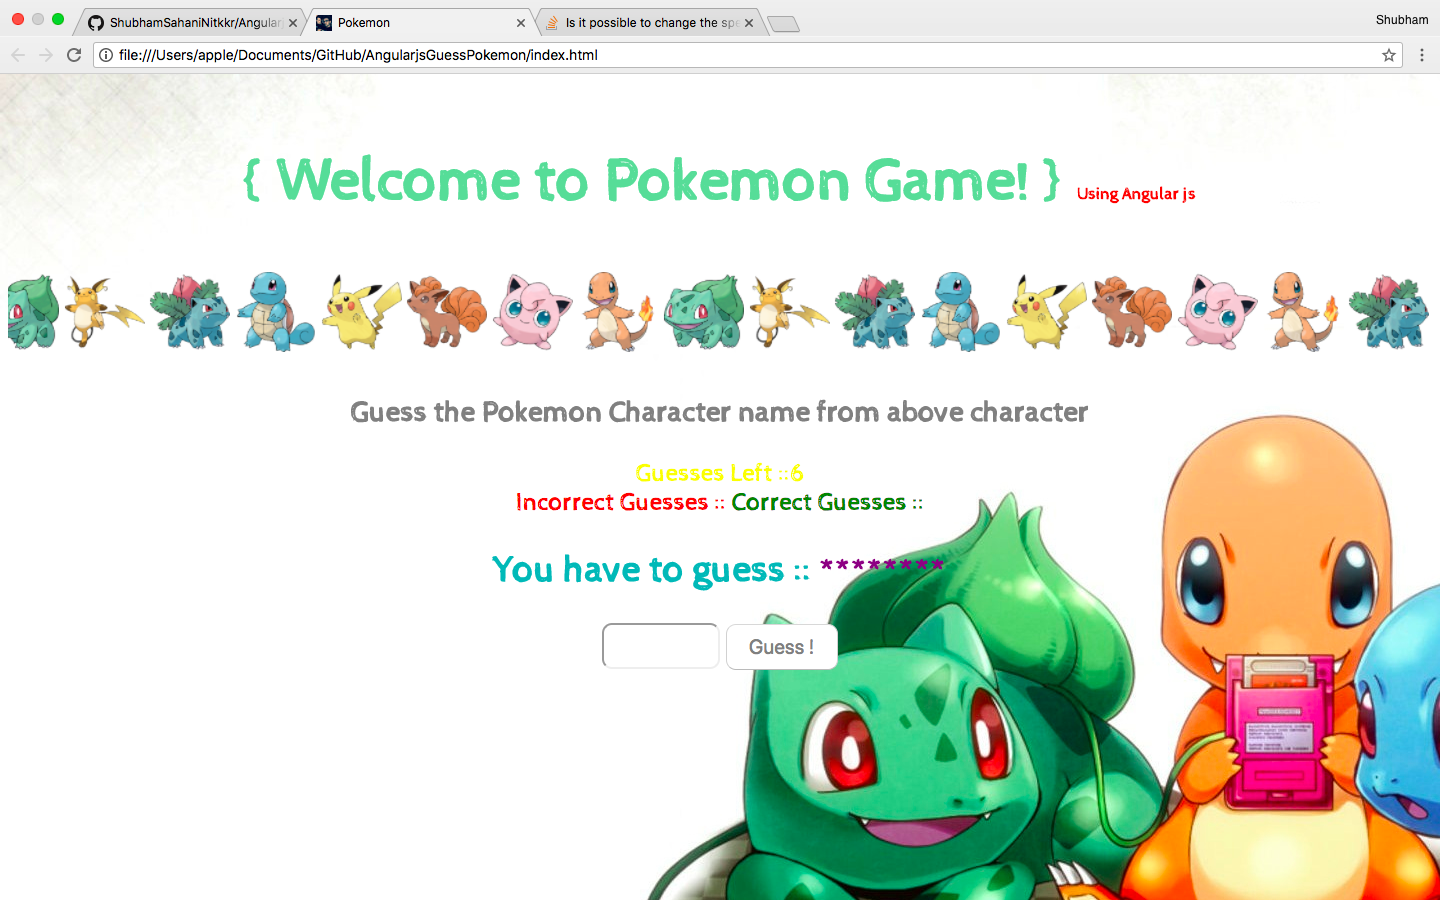 ShubhamSahaniNitkkr/Angularj
Pokemon
Is it possible to change the spe
Shubham
file:///Users/apple/Documents/GitHub/AngularjsGuessPokemon/index.html
{ Welcome to Pokemon Game! } Using Angular js
Guess the Pokemon Character name from above character
Guesses Left ::6
Incorrect Guesses :: Correct Guesses ::
You have to guess :: ********
Guess !